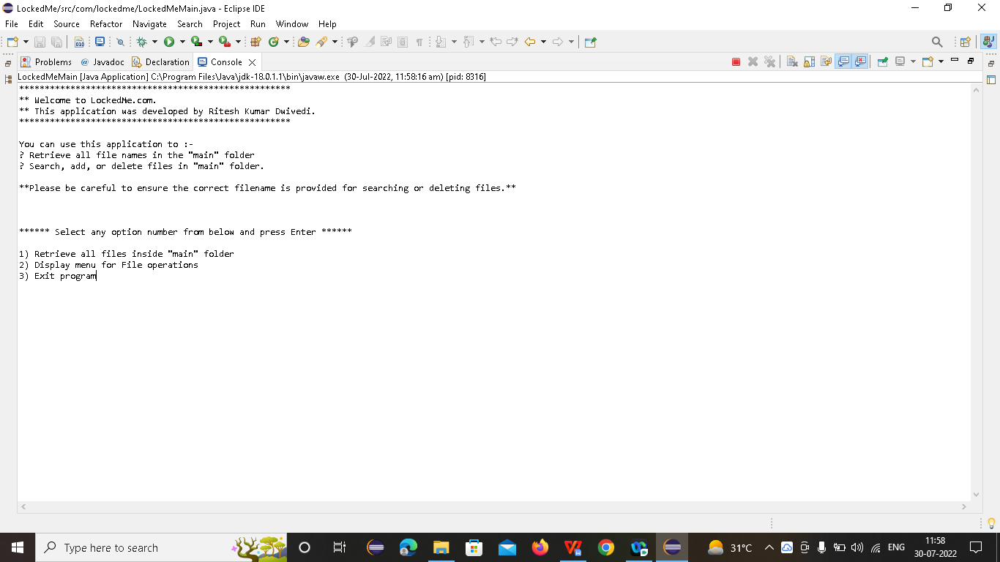 LockedMe/src/com/lockedme/LockedMeMain.java - Eclipse IDE
File Edit Source Refactor Navigate Search Project Run Window Help
Problems @ Javadoc Declaration Console
LockedMeMain [Java Application] C:\Program Files\Java\jdk-18.0.1.1\bin\javaw.exe (30-Jul-2022, 11:58:16 am) [pid: 8316]
*****************************************************
** Welcome to LockedMe.com.
** This application was developed by Ritesh Kumar Dwivedi.
*****************************************************
You can use this application to :-
? Retrieve all file names in the "main" folder
? Search, add, or delete files in "main" folder.
**Please be careful to ensure the correct filename is provided for searching or deleting files.**
****** Select any option number from below and press Enter ******
1) Retrieve all files inside "main" folder
2) Display menu for File operations
3) Exit program
Type here to search
31°C
ENG
11:58
30-07-2022